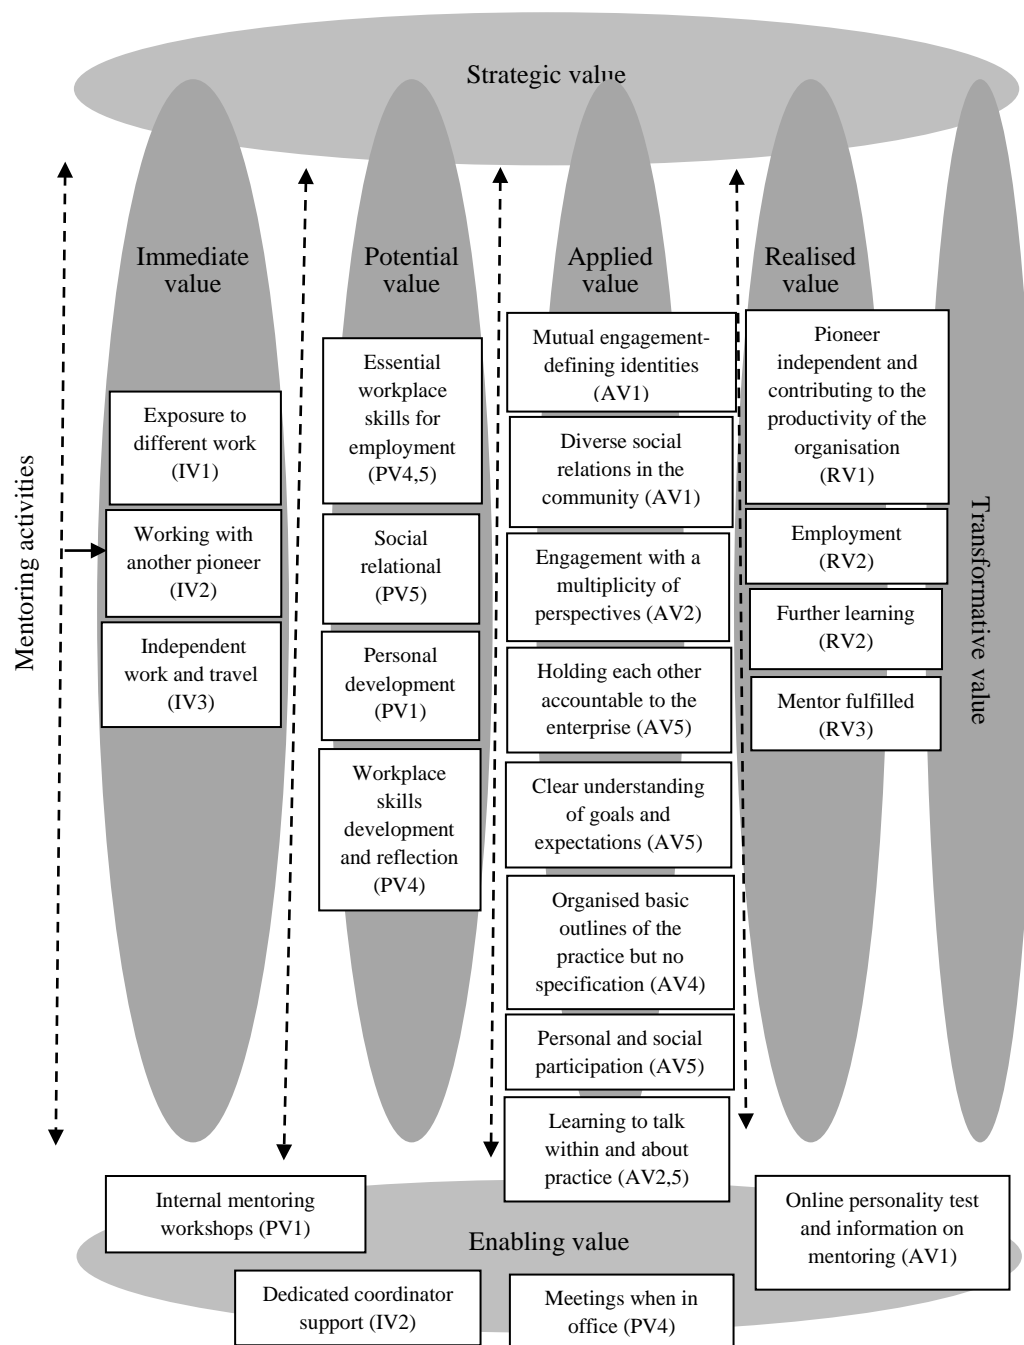 Strategic value
Mentoring activities
Immediate
value
Exposure to
different work
(IV1)
Working with
another pioneer
(IV2)
Independent
work and travel
(IV3)
Potential
value
Essential
workplace
skills for
employment
(PV4,5)
Social
relational
(PV5)
Personal
development
(PV1)
Workplace
skills
development
and reflection
(PV4)
Applied
value
Mutual engagement-
defining identities
(AV1)
Diverse social
relations in the
community (AV1)
Engagement with a
multiplicity of
perspectives (AV2)
Holding each other
accountable to the
enterprise (AV5)
Clear understanding
of goals and
expectations (AV5)
Organised basic
outlines of the
practice but no
specification (AV4)
Personal and social
participation (AV5)
Learning to talk
within and about
practice (AV2,5)
Realised
value
Pioneer
independent and
contributing to the
productivity of the
organisation
(RV1)
Employment
(RV2)
Further learning
(RV2)
Mentor fulfilled
(RV3)
Transformative value
Internal mentoring
workshops (PV1)
Enabling value
Online personality test
and information on
mentoring (AV1)
Dedicated coordinator
support (IV2)
Meetings when in
office (PV4)